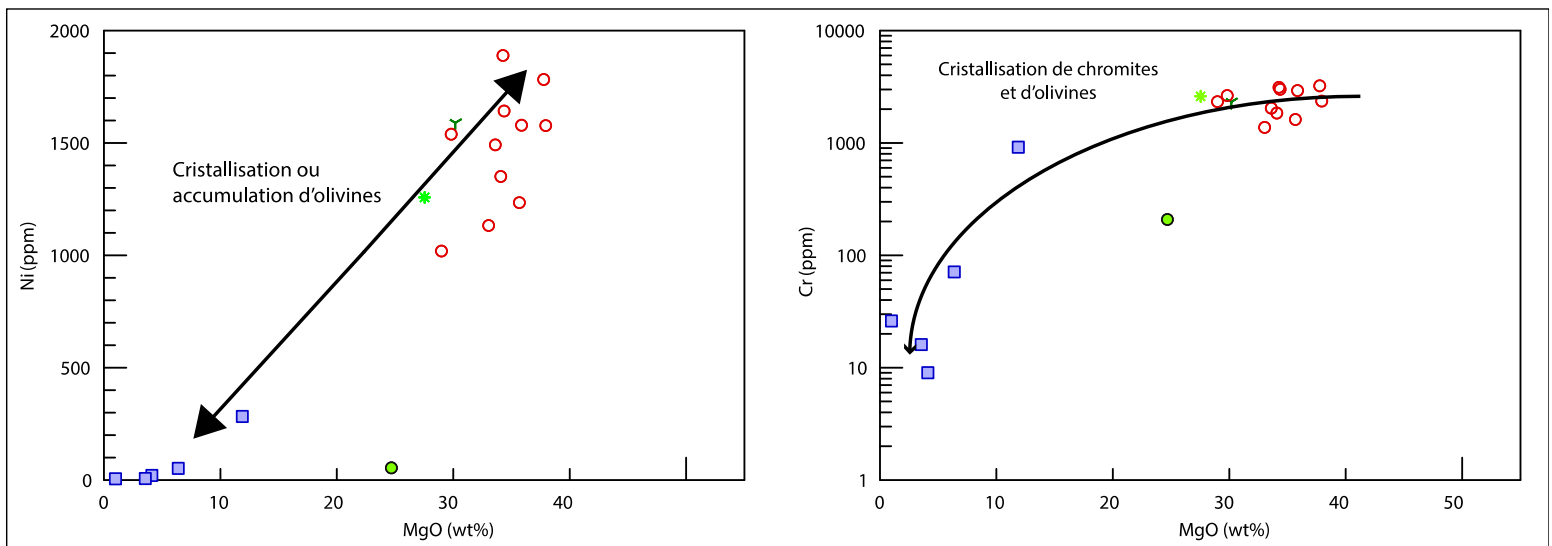 2000
1500
1000
500
0
Ni (ppm)
Cristallisation ou
accumulation d'olivines
0
10
20
30
40
MgO (wt%)
10000
1000
100
10
1
Cr (ppm)
Cristallisation de chromites
et d'olivines
0
10
20
30
40
50
MgO (wt%)